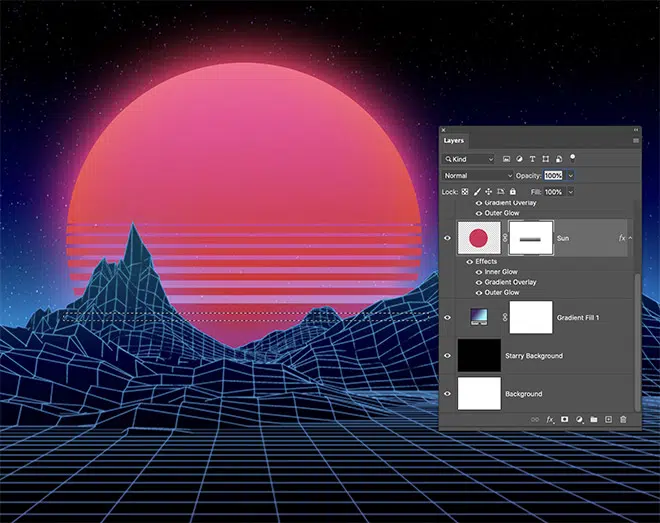 Layers
Kind
Normal Opacity: 100%
Lock: Fill: 100%
Gradient Overlay
Outer Glow
Sun fx
Effects
Inner Glow
Gradient Overlay
Outer Glow
Gradient Fill 1
Starry Background
Background
fx